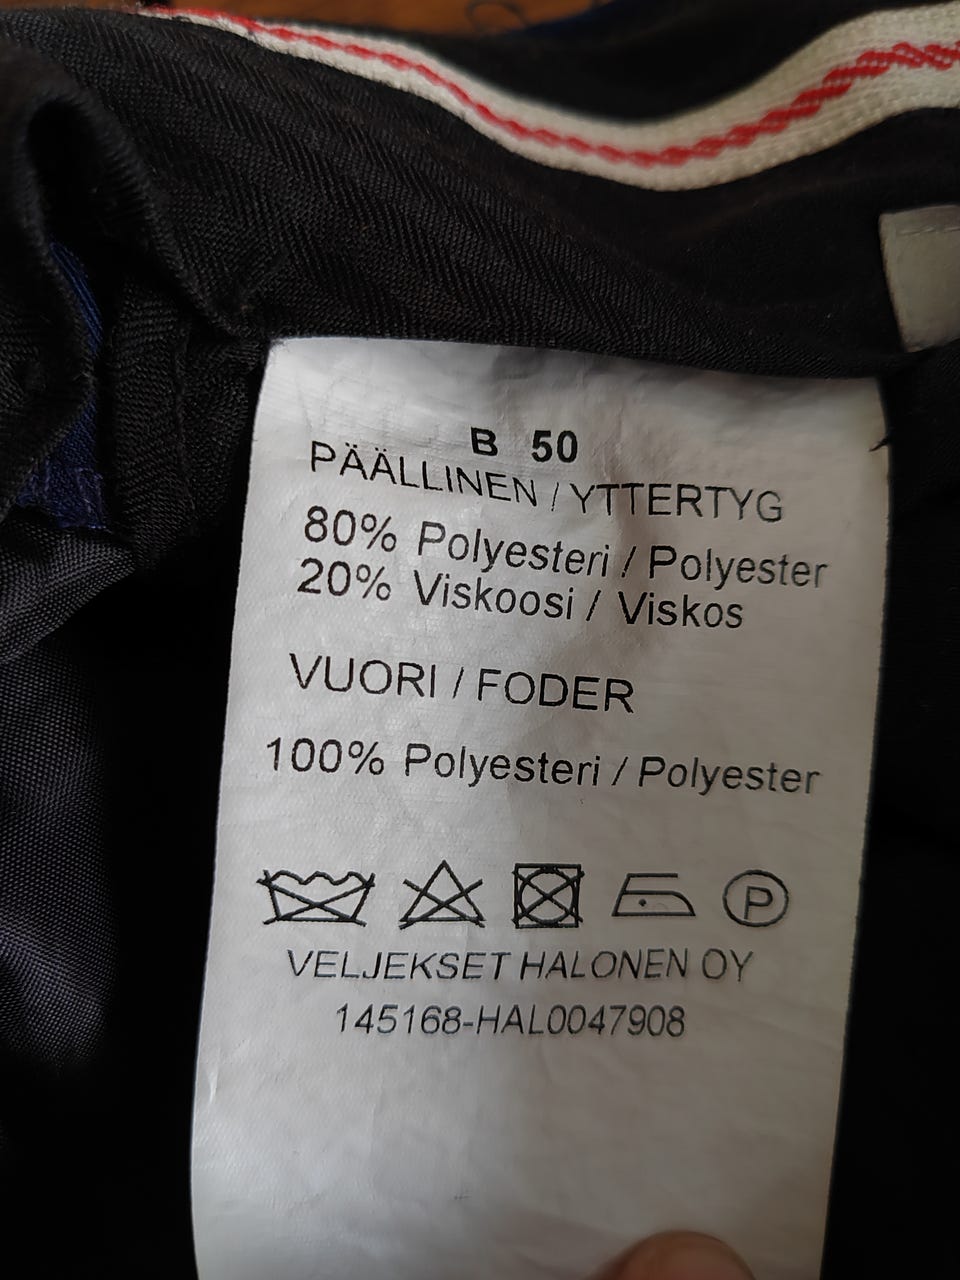 B 50
PÄÄLLINEN / YTTERTYG
80% Polyesteri / Polyester
20% Viskoosi / Viskos
VUORI / FODER
100% Polyesteri / Polyester
P
VELJEKSET HALONEN OY
145168-HAL0047908